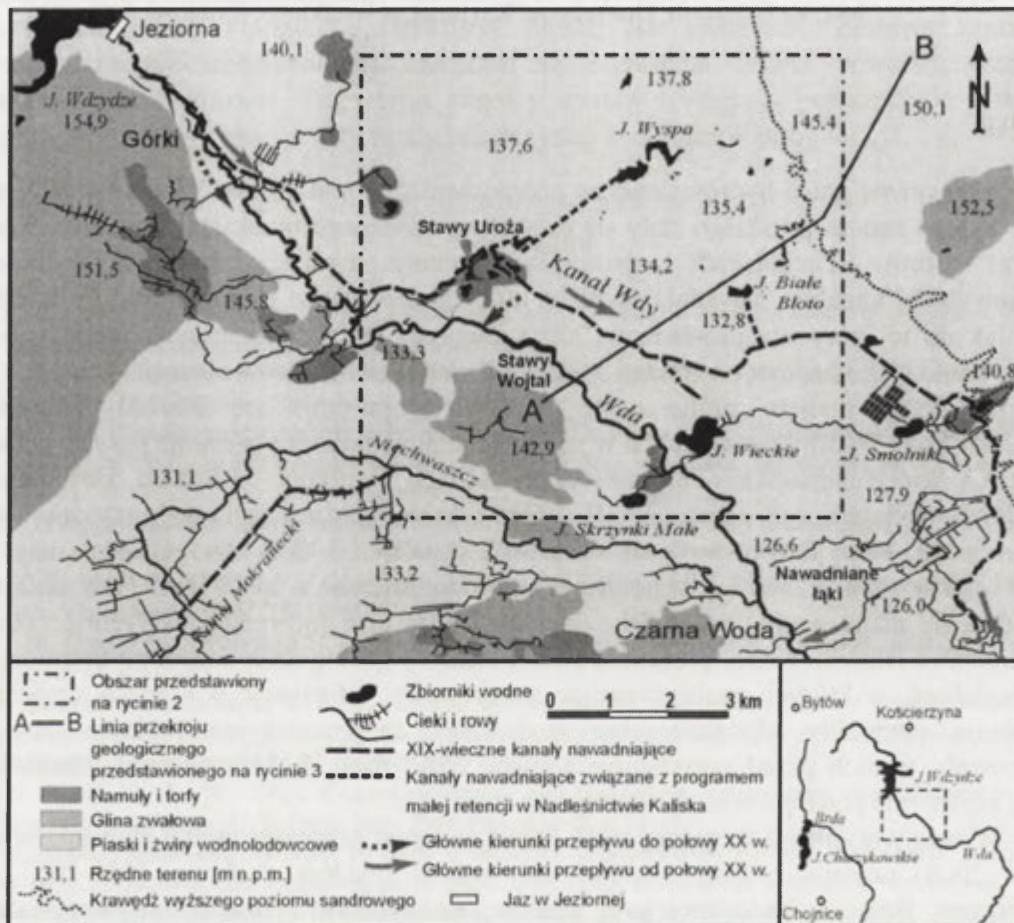 Jeziorna
J. Wdzydze
154,9
Górki
140,1
137,6
137,8
J. Wyspa
145,4
B
150,1
N
152,5
135,4
134,2
Stawy Uroża
Kanał Wdy
J. Białe
Błoto
132,8
151,5
145,8
133,3
Stawy
Wojtal
A
142,9
Wda
J. Wieckie
J. Smolniki
140,8
127,9
131,1
Niechwaszcz
Kanał Mokrańecki
133,2
J. Skrzynki Małe
126,6
Nawadniane
łąki
126,0
Czarna Woda
Obszar przedstawiony
na rycinie 2
A B Linia przekroju
geologicznego
przedstawionego na rycinie 3
Namuły i torfy
Glina zwałowa
Piaski i żwiry wodnolodowcowe
131,1 Rzędne terenu [m n.p.m.]
Krawędź wyższego poziomu sandrowego
Zbiorniki wodne
Cieki i rowy
0 1 2 3 km
XIX-wieczne kanały nawadniające
Kanały nawadniające związane z programem
małej retencji w Nadleśnictwie Kaliska
Główne kierunki przepływu do połowy XX w.
Główne kierunki przepływu od połowy XX w.
Jaz w Jeziornej
Bytów
Kościerzyna
J. Wdzydze
Brda
J. Charzykowskie
Wda
Chojnice